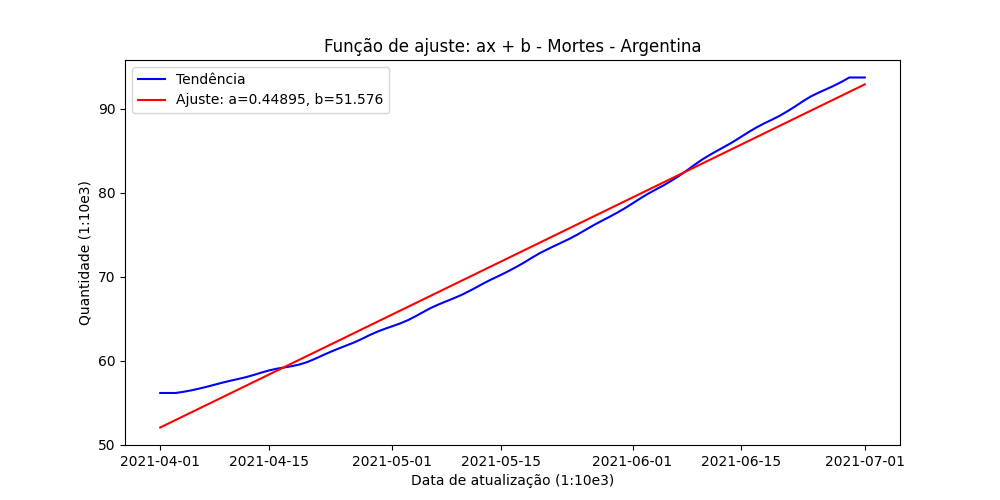 Função de ajuste: ax + b - Mortes - Argentina
Tendência
Ajuste: a=0.44895, b=51.576
Quantidade (1:10e3)
90
80
70
60
50
2021-04-01 2021-04-15 2021-05-01 2021-05-15 2021-06-01 2021-06-15 2021-07-01
Data de atualização (1:10e3)